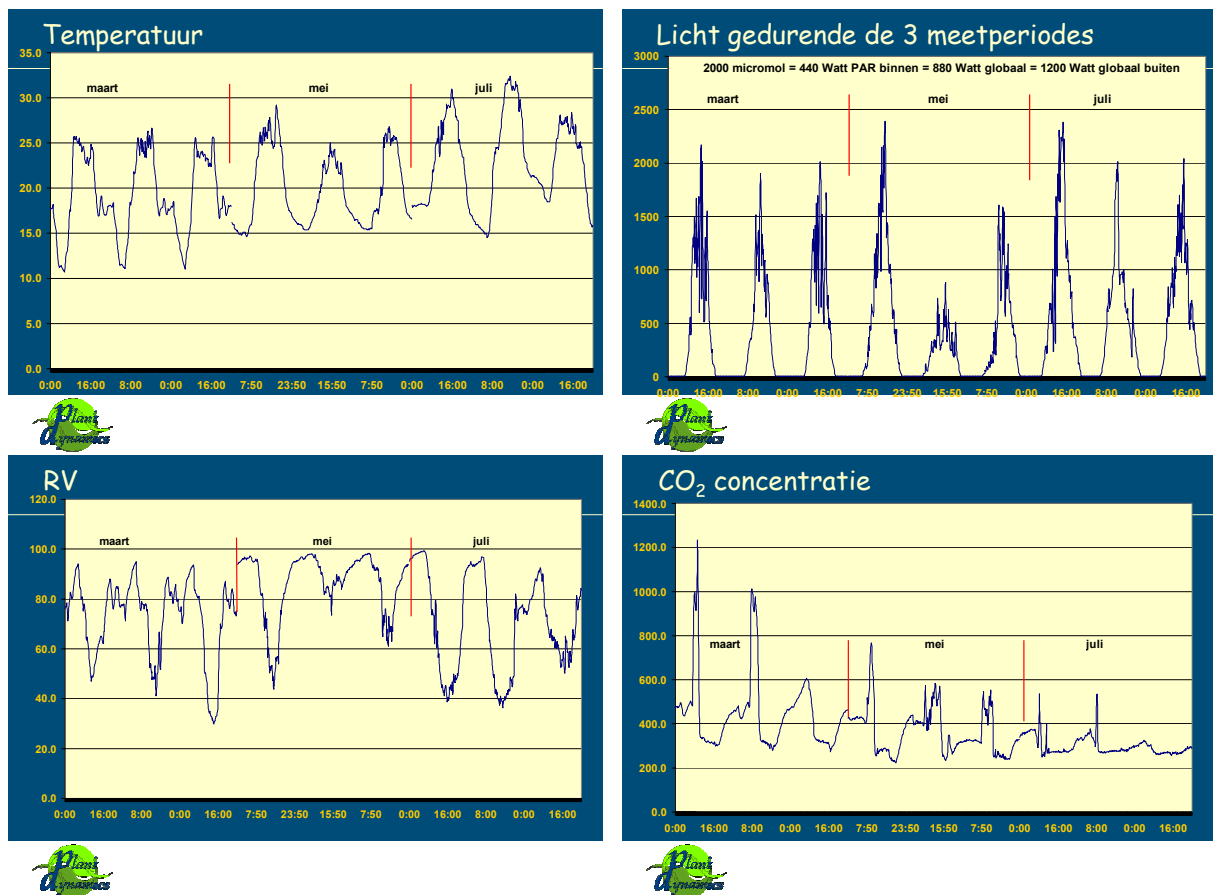 Temperatuur
35.0
30.0
25.0
20.0
15.0
10.0
5.0
0.0
maart mei juli
0:00 16:00 8:00 0:00 16:00 7:50 23:50 15:50 7:50 0:00 16:00 8:00 0:00 16:00
Plant
dynamics
Licht gedurende de 3 meetperiodes
3000
2500
2000
1500
1000
500
0
2000 micromol = 440 Watt PAR binnen = 880 Watt globaal = 1200 Watt globaal buiten
maart mei juli
0:00 16:00 8:00 0:00 16:00 7:50 23:50 15:50 7:50 0:00 16:00 8:00 0:00 16:00
Plant
dynamics
RV
120.0
100.0
80.0
60.0
40.0
20.0
0.0
maart mei juli
0:00 16:00 8:00 0:00 16:00 7:50 23:50 15:50 7:50 0:00 16:00 8:00 0:00 16:00
Plant
dynamics
CO₂ concentratie
1400.0
1200.0
1000.0
800.0
600.0
400.0
200.0
0.0
maart mei juli
0:00 16:00 8:00 0:00 16:00 7:50 23:50 15:50 7:50 0:00 16:00 8:00 0:00 16:00
Plant
dynamics